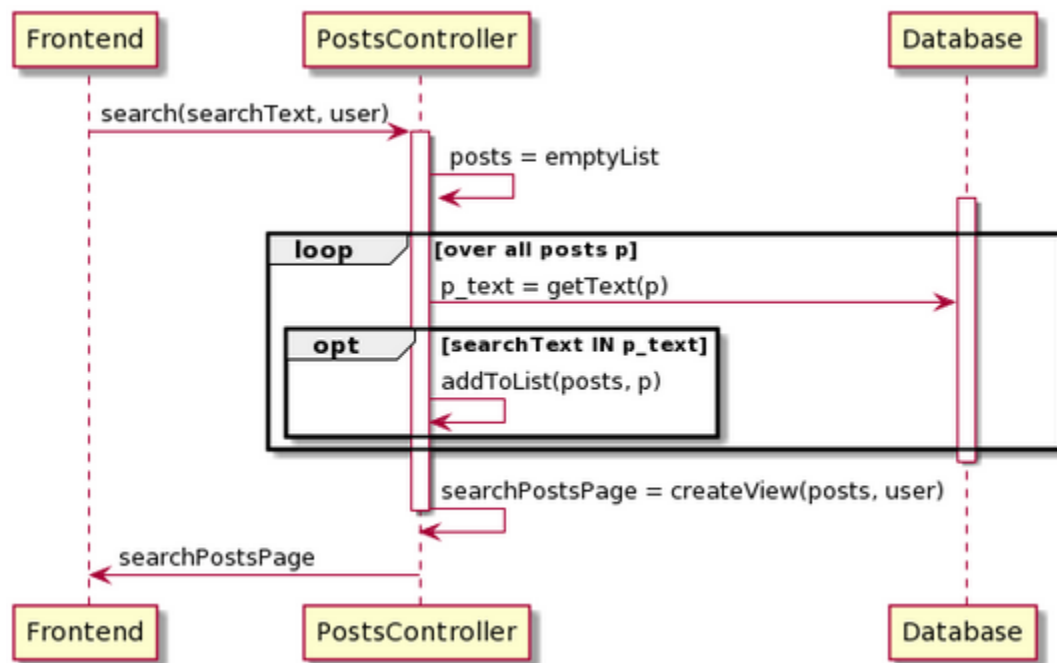 Frontend PostsController Database
search(searchText, user)
posts = emptyList
loop [over all posts p]
p_text = getText(p)
opt [searchText IN p_text]
addToList(posts, p)
searchPostsPage = createView(posts, user)
searchPostsPage
Frontend PostsController Database